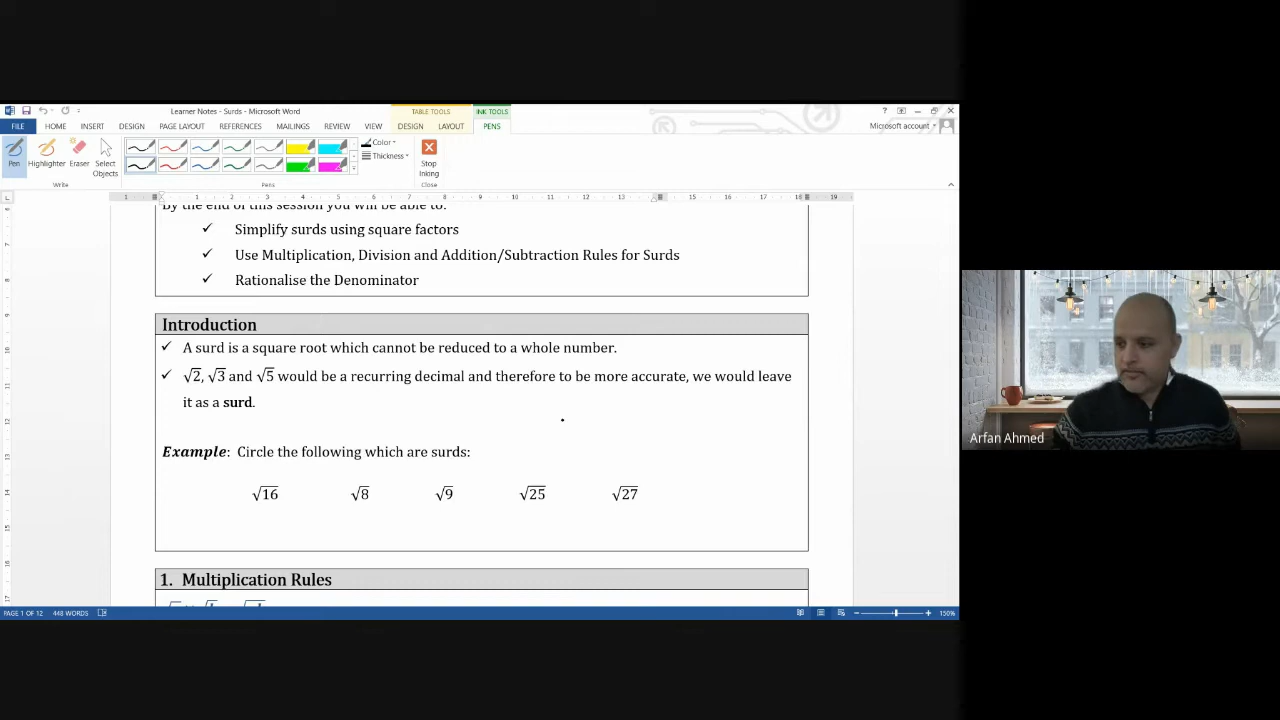 Learner Notes - Surds - Microsoft Word
TABLE TOOLS
INK TOOLS
FILE HOME INSERT DESIGN PAGE LAYOUT REFERENCES MAILINGS REVIEW VIEW DESIGN LAYOUT PENS
Microsoft account
Pen Highlighter Eraser Select Objects
Color
Thickness
Stop Inking
Write Pens Close
By the end of this session you will be able to:
✓ Simplify surds using square factors
✓ Use Multiplication, Division and Addition/Subtraction Rules for Surds
✓ Rationalise the Denominator
Introduction
✓ A surd is a square root which cannot be reduced to a whole number.
✓ √2, √3 and √5 would be a recurring decimal and therefore to be more accurate, we would leave
it as a surd.
Example: Circle the following which are surds:
√16 √8 √9 √25 √27
1. Multiplication Rules
PAGE 1 OF 12 448 WORDS
150%
Arfan Ahmed